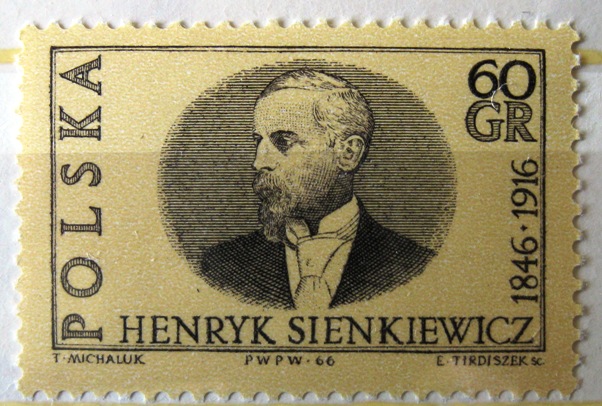 POLSKA
60
GR
1846·1916
HENRYK SIENKIEWICZ
T·MICHALUK
PWPW·66
E·TIRDISZEK SC.